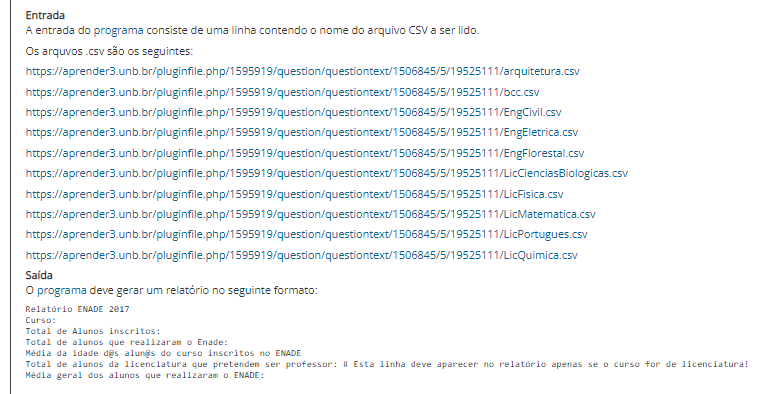 Entrada
A entrada do programa consiste de uma linha contendo o nome do arquivo CSV a ser lido.
Os arquvos .csv são os seguintes:
https://aprender3.unb.br/pluginfile.php/1595919/question/questiontext/1506845/5/19525111/arquitetura.csv
https://aprender3.unb.br/pluginfile.php/1595919/question/questiontext/1506845/5/19525111/bcc.csv
https://aprender3.unb.br/pluginfile.php/1595919/question/questiontext/1506845/5/19525111/EngCivil.csv
https://aprender3.unb.br/pluginfile.php/1595919/question/questiontext/1506845/5/19525111/EngEletrica.csv
https://aprender3.unb.br/pluginfile.php/1595919/question/questiontext/1506845/5/19525111/EngFlorestal.csv
https://aprender3.unb.br/pluginfile.php/1595919/question/questiontext/1506845/5/19525111/LicCienciasBiologicas.csv
https://aprender3.unb.br/pluginfile.php/1595919/question/questiontext/1506845/5/19525111/LicFisica.csv
https://aprender3.unb.br/pluginfile.php/1595919/question/questiontext/1506845/5/19525111/LicMatematica.csv
https://aprender3.unb.br/pluginfile.php/1595919/question/questiontext/1506845/5/19525111/LicPortugues.csv
https://aprender3.unb.br/pluginfile.php/1595919/question/questiontext/1506845/5/19525111/LicQuimica.csv
Saída
O programa deve gerar um relatório no seguinte formato:
Relatório ENADE 2017
Curso:
Total de Alunos inscritos:
Total de alunos que realizaram o Enade:
Média da idade d@s alun@s do curso inscritos no ENADE
Total de alunos da licenciatura que pretendem ser professor: # Esta linha deve aparecer no relatório apenas se o curso for de licenciatura!
Média geral dos alunos que realizaram o ENADE: